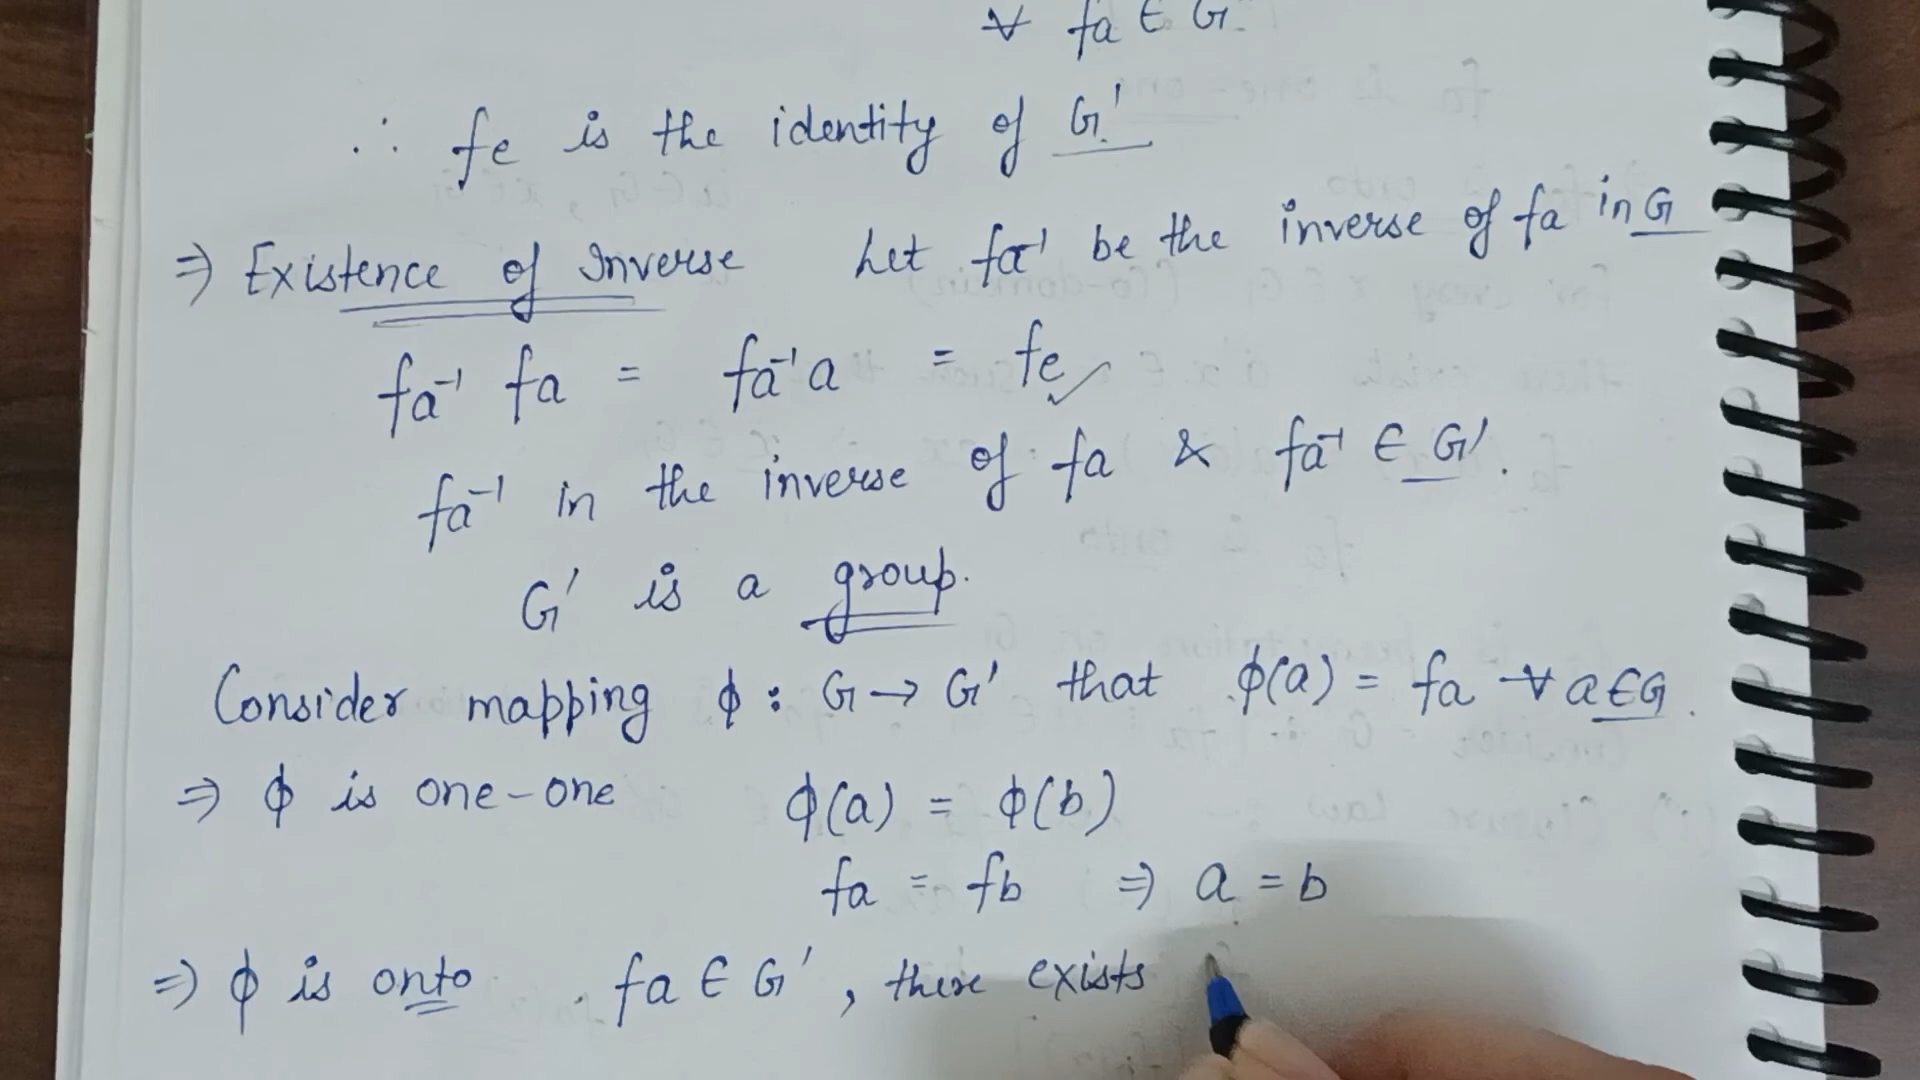 ∀ fa ∈ G
∴ fe is the identity of G'
⇒ Existence of Inverse Let fa⁻¹ be the inverse of fa in G
fa⁻¹ fa = fa⁻¹a = fe
fa⁻¹ in the inverse of fa & fa⁻¹ ∈ G'.
G' is a group.
Consider mapping ϕ : G → G' that ϕ(a) = fa ∀ a ∈ G.
⇒ ϕ is one-one ϕ(a) = ϕ(b)
fa = fb ⇒ a = b
⇒ ϕ is onto . fa ∈ G', there exists